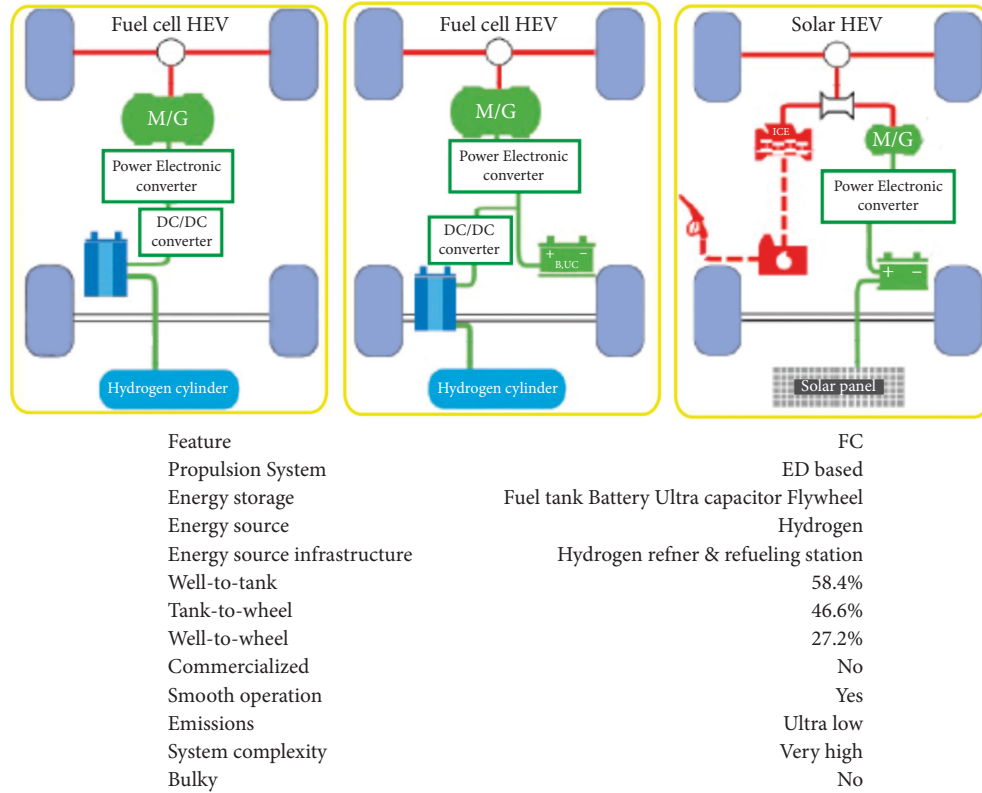 Fuel cell HEV
M/G
Power Electronic
converter
DC/DC
converter
Hydrogen cylinder
Fuel cell HEV
M/G
Power Electronic
converter
DC/DC
converter
+ −
B,UC
Hydrogen cylinder
Solar HEV
ICE
M/G
Power Electronic
converter
+ −
Solar panel
Feature FC
Propulsion System ED based
Energy storage Fuel tank Battery Ultra capacitor Flywheel
Energy source Hydrogen
Energy source infrastructure Hydrogen refner & refueling station
Well-to-tank 58.4%
Tank-to-wheel 46.6%
Well-to-wheel 27.2%
Commercialized No
Smooth operation Yes
Emissions Ultra low
System complexity Very high
Bulky No